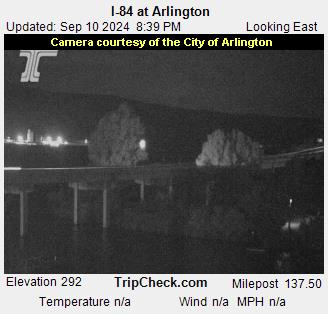 I-84 at Arlington
Updated: Sep 10 2024 8:39 PM Looking East
Camera courtesy of the City of Arlington
Elevation 292 TripCheck.com Milepost 137.50
Temperature n/a Wind n/a MPH n/a